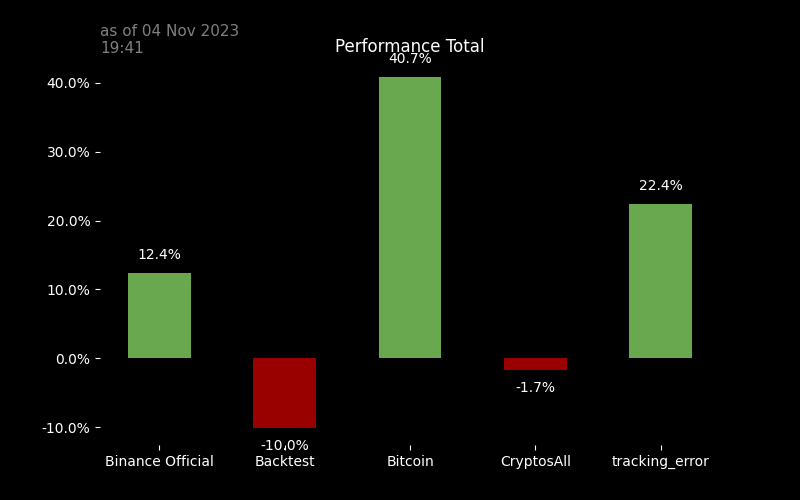 as of 04 Nov 2023
19:41
Performance Total
40.7%
40.0%
30.0%
22.4%
20.0%
12.4%
10.0%
0.0%
-1.7%
-10.0%
-10.0%
Binance Official
Backtest
Bitcoin
CryptosAll
tracking_error